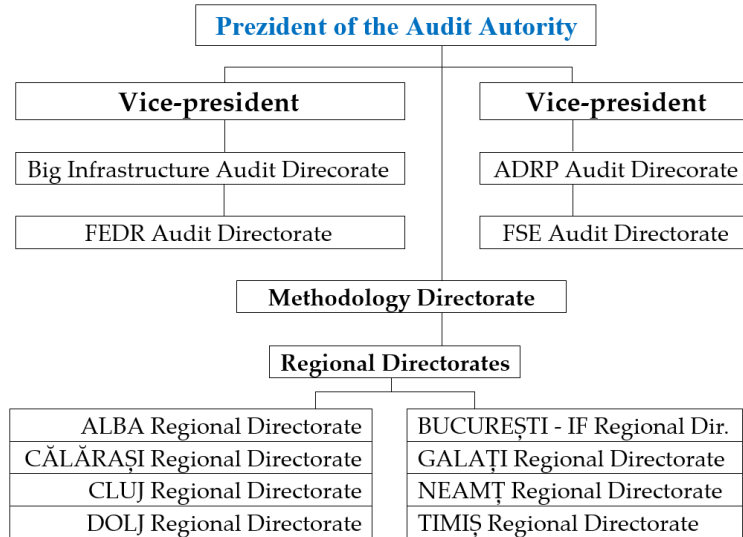 Prezident of the Audit Autority
Vice-president
Vice-president
Big Infrastructure Audit Direcorate
ADRP Audit Direcorate
FEDR Audit Directorate
FSE Audit Directorate
Methodology Directorate
Regional Directorates
ALBA Regional Directorate
BUCUREȘTI - IF Regional Dir.
CĂLĂRAȘI Regional Directorate
GALAȚI Regional Directorate
CLUJ Regional Directorate
NEAMȚ Regional Directorate
DOLJ Regional Directorate
TIMIȘ Regional Directorate